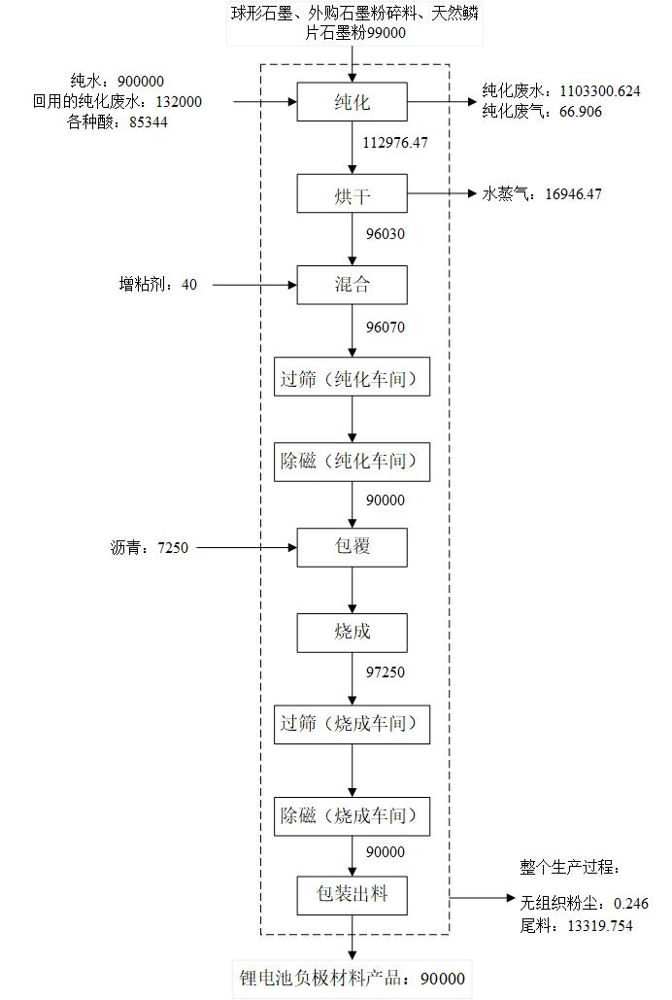 球形石墨、外购石墨粉碎料、天然鳞
片石墨粉99000
纯水：900000
回用的纯化废水：132000
各种酸：85344
纯化
纯化废水：1103300.624
纯化废气：66.906
112976.47
烘干
水蒸气：16946.47
96030
增粘剂：40
混合
96070
过筛（纯化车间）
除磁（纯化车间）
90000
沥青：7250
包覆
烧成
97250
过筛（烧成车间）
除磁（烧成车间）
90000
包装出料
整个生产过程：
无组织粉尘：0.246
尾料：13319.754
锂电池负极材料产品：90000